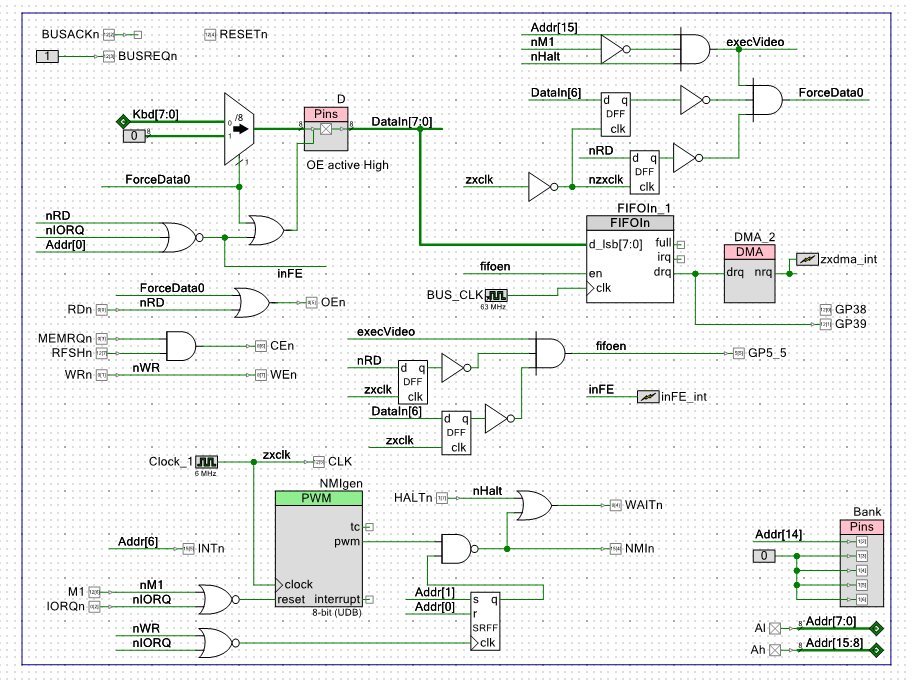 BUSACKn
RESETn
1
BUSREQn
Addr[15]
nM1
nHalt
execVideo
DataIn[6]
d q
DFF
clk
ForceData0
Kbd[7:0]
0
8
0
1
/8
1
D
Pins
8
8
DataIn[7:0]
OE active High
ForceData0
nRD
d q
DFF
clk
zxclk
nzxclk
nRD
nIORQ
Addr[0]
inFE
FIFOIn_1
FIFOIn
d_lsb[7:0]
full
irq
drq
en
clk
fifoen
BUS_CLK
63 MHz
DMA_2
DMA
drq nrq
zxdma_int
GP38
GP39
ForceData0
nRD
RDn
OEn
MEMRQn
RFSHn
CEn
WRn
nWR
WEn
execVideo
nRD
d q
DFF
clk
zxclk
fifoen
GP5_5
DataIn[6]
d q
DFF
clk
zxclk
inFE
inFE_int
Clock_1
6 MHz
zxclk
CLK
NMIgen
PWM
tc
pwm
clock
reset interrupt
8-bit (UDB)
HALTn
nHalt
WAITn
NMIn
Addr[6]
INTn
M1
nM1
IORQn
nIORQ
nWR
nIORQ
Addr[1]
Addr[0]
s q
r
SRFF
clk
Bank
Pins
Addr[14]
0
Al
8
Addr[7:0]
Ah
8
Addr[15:8]